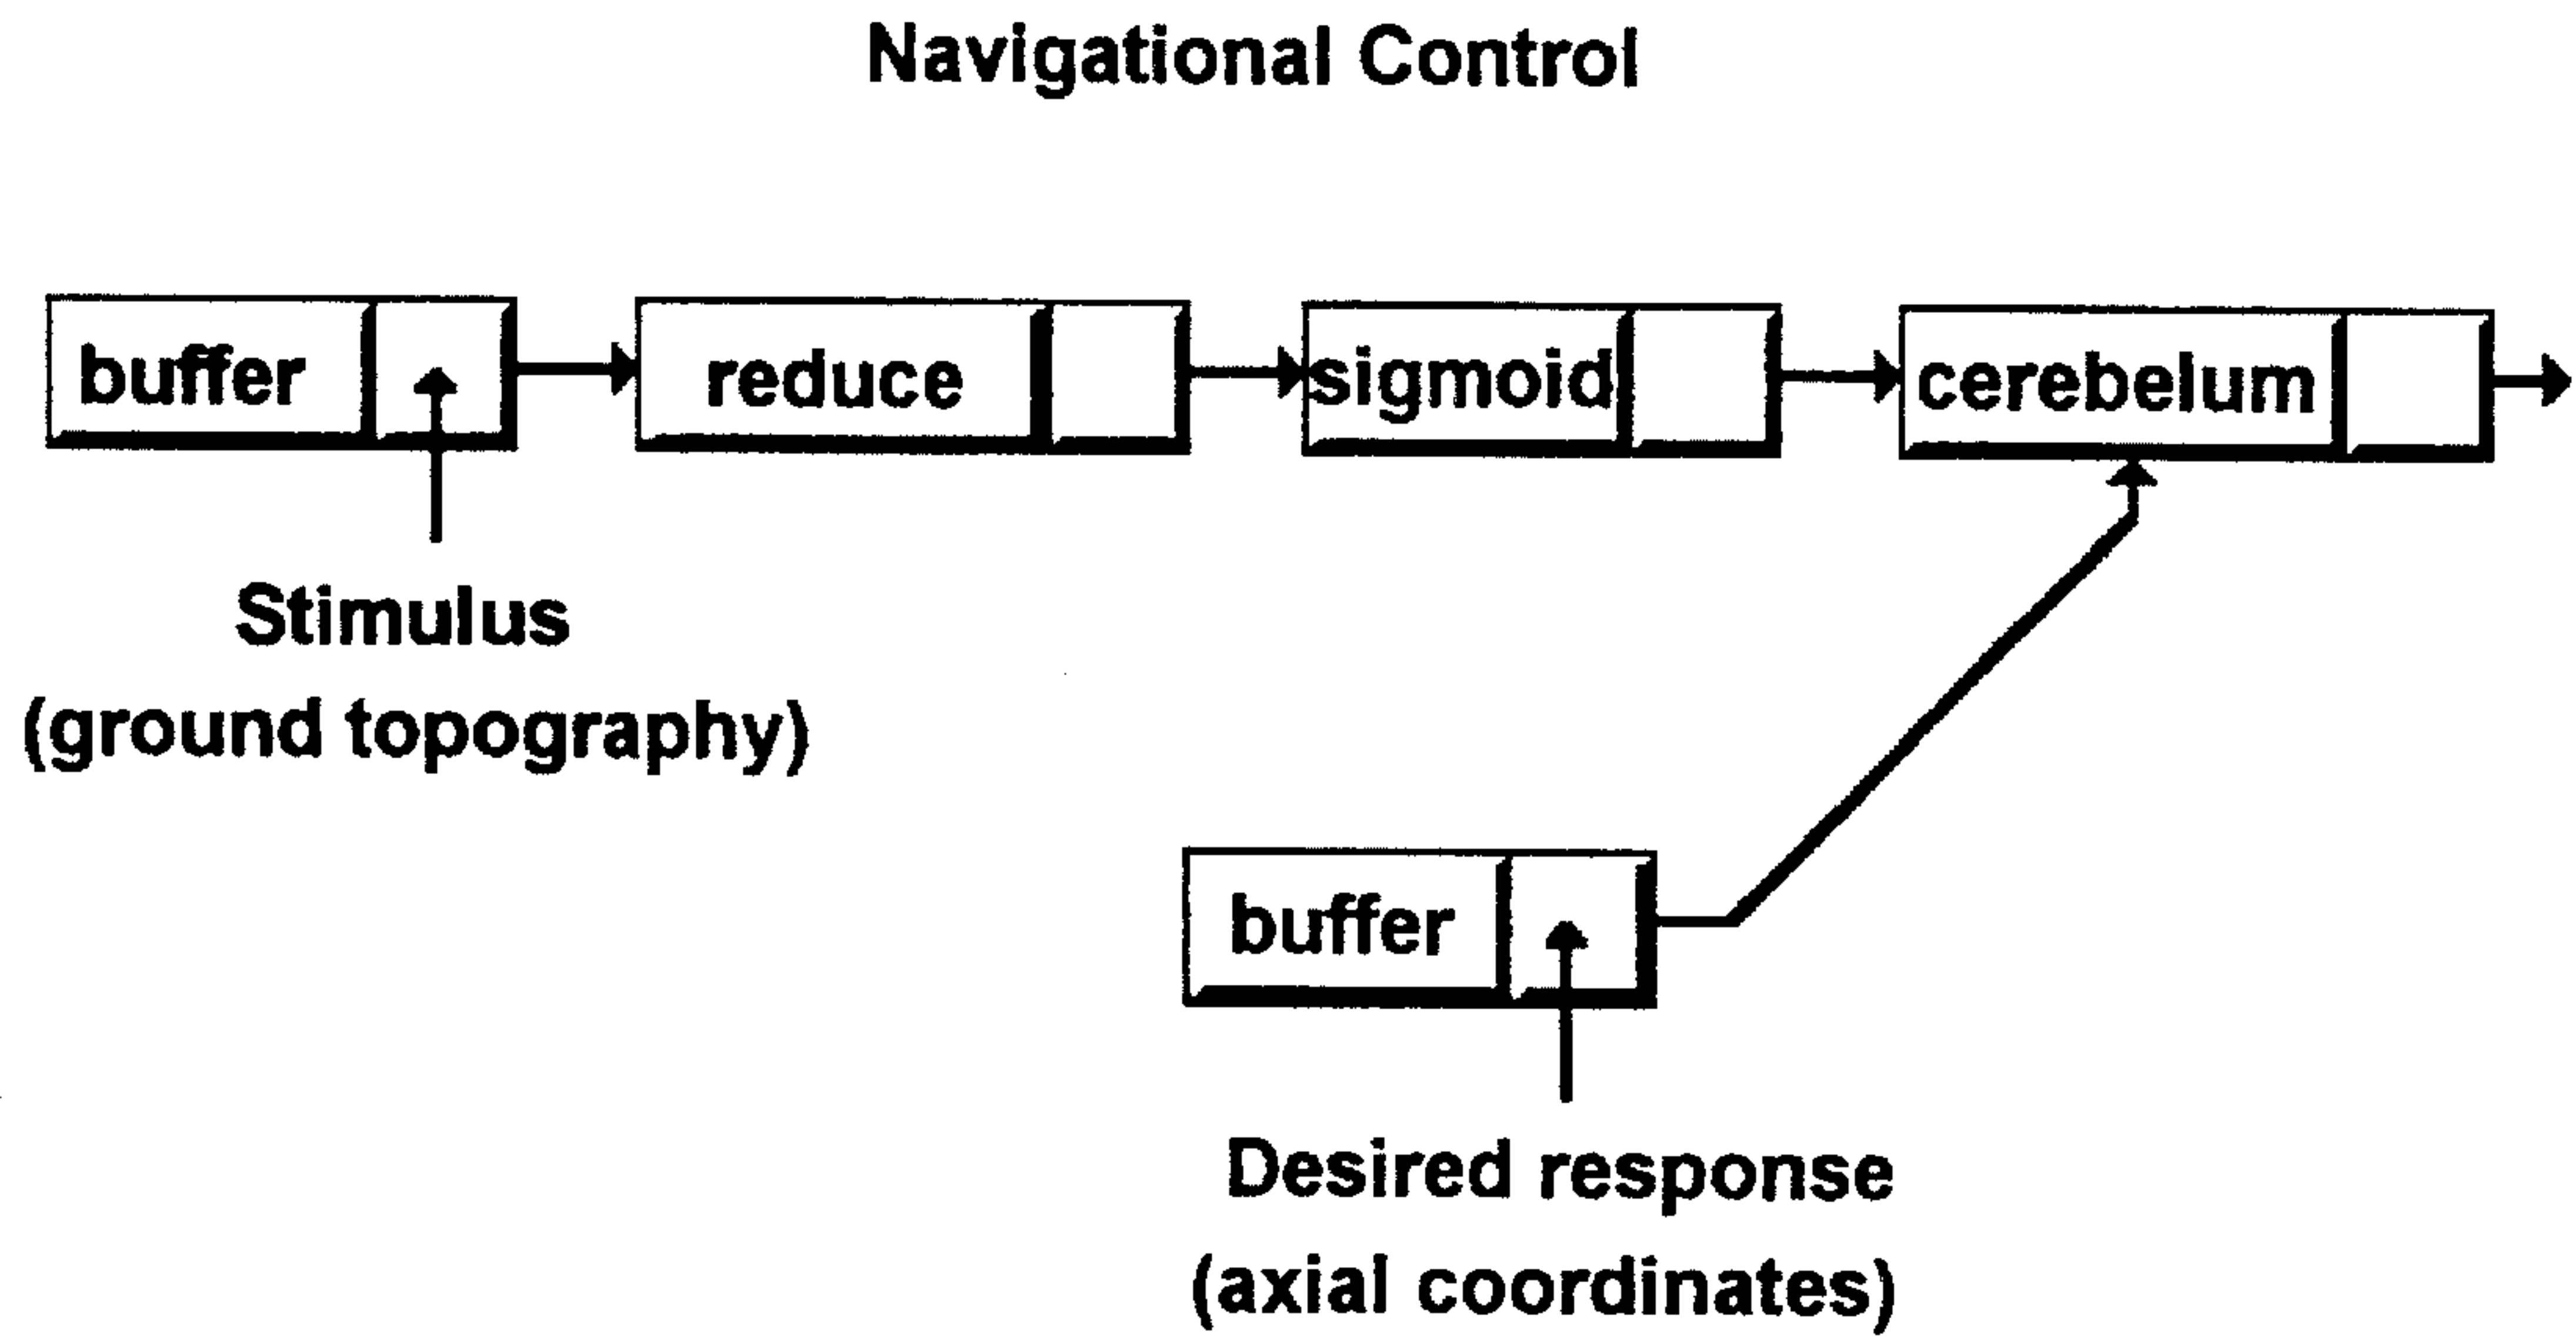 Navigational Control
buffer
reduce
sigmoid
cerebelum
Stimulus
(ground topography)
buffer
Desired response
(axial coordinates)